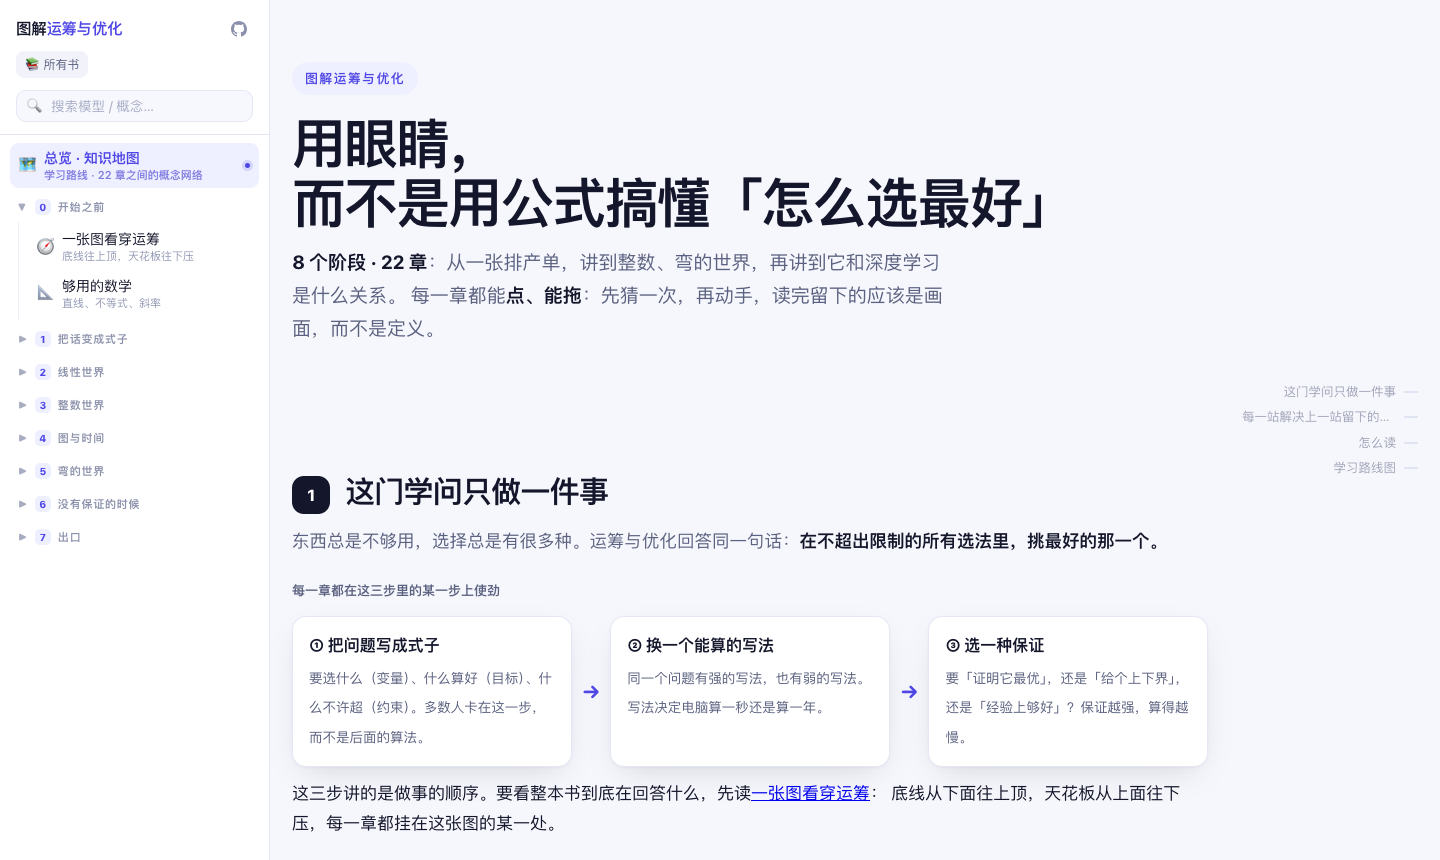 图解运筹与优化
所有书
搜索模型 / 概念...
总览 · 知识地图
学习路线 · 22 章之间的概念网络
0 开始之前
一张图看穿运筹
底线往上顶，天花板往下压
够用的数学
直线、不等式、斜率
1 把话变成式子
2 线性世界
3 整数世界
4 图与时间
5 弯的世界
6 没有保证的时候
7 出口
图解运筹与优化
用眼睛，
而不是用公式搞懂「怎么选最好」
8 个阶段 · 22 章：从一张排产单，讲到整数、弯的世界，再讲到它和深度学习
是什么关系。 每一章都能点、能拖：先猜一次，再动手，读完留下的应该是画
面，而不是定义。
这门学问只做一件事
每一站解决上一站留下的...
怎么读
学习路线图
1 这门学问只做一件事
东西总是不够用，选择总是有很多种。运筹与优化回答同一句话：在不超出限制的所有选法里，挑最好的那一个。
每一章都在这三步里的某一步上使劲
① 把问题写成式子
要选什么（变量）、什么算好（目标）、什
么不许超（约束）。多数人卡在这一步，
而不是后面的算法。
② 换一个能算的写法
同一个问题有强的写法，也有弱的写法。
写法决定电脑算一秒还是算一年。
③ 选一种保证
要「证明它最优」，还是「给个上下界」，
还是「经验上够好」？保证越强，算得越
慢。
这三步讲的是做事的顺序。要看整本书到底在回答什么，先读一张图看穿运筹： 底线从下面往上顶，天花板从上面往下
压，每一章都挂在这张图的某一处。